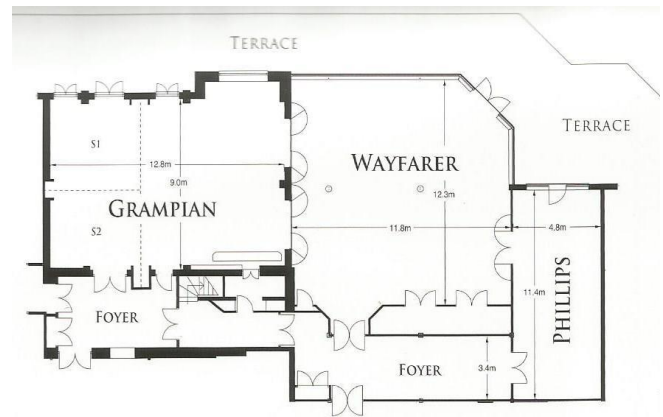 TERRACE
TERRACE
S1
12.8m
9.0m
WAYFARER
12.3m
GRAMPIAN
S2
11.8m
4.8m
11.4m
PHILLIPS
FOYER
FOYER
3.4m